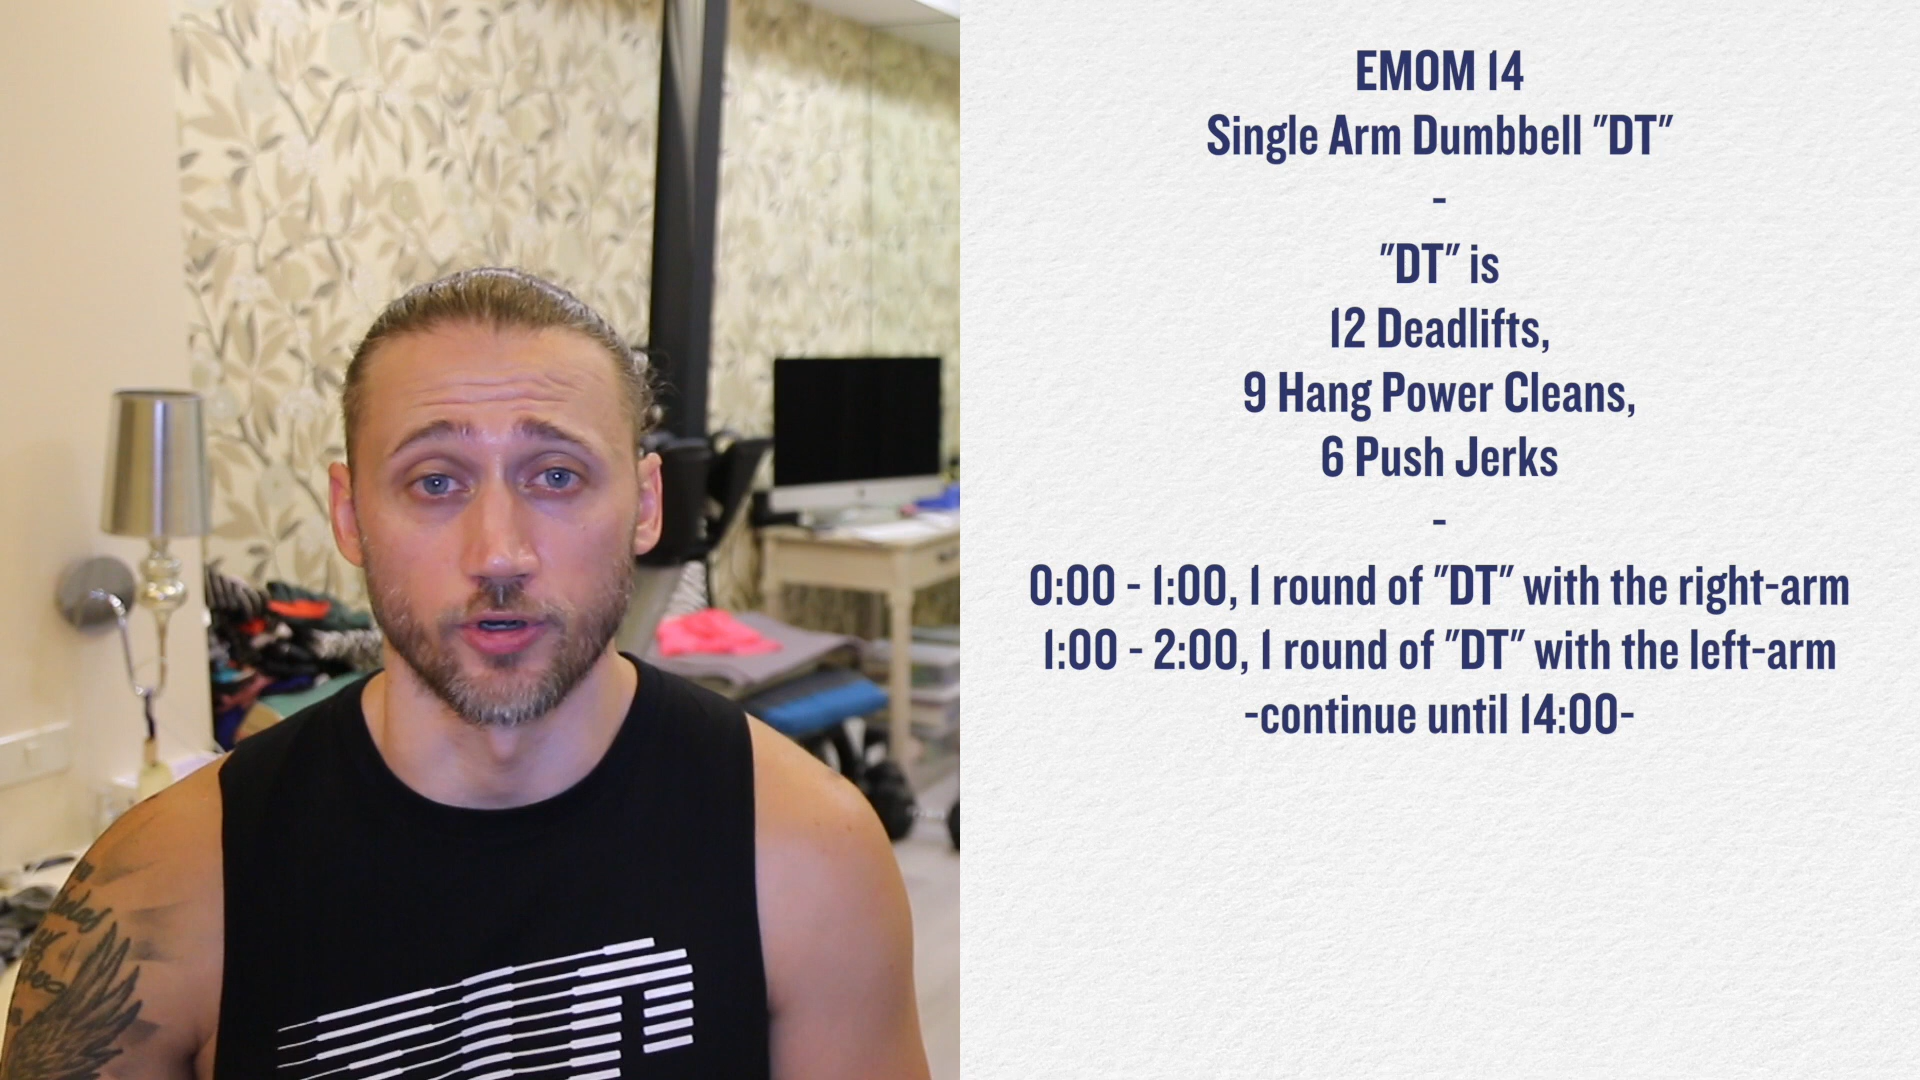 EMOM 14
Single Arm Dumbbell "DT"
-
"DT" is
12 Deadlifts,
9 Hang Power Cleans,
6 Push Jerks
-
0:00 - 1:00, 1 round of "DT" with the right-arm
1:00 - 2:00, 1 round of "DT" with the left-arm
-continue until 14:00-